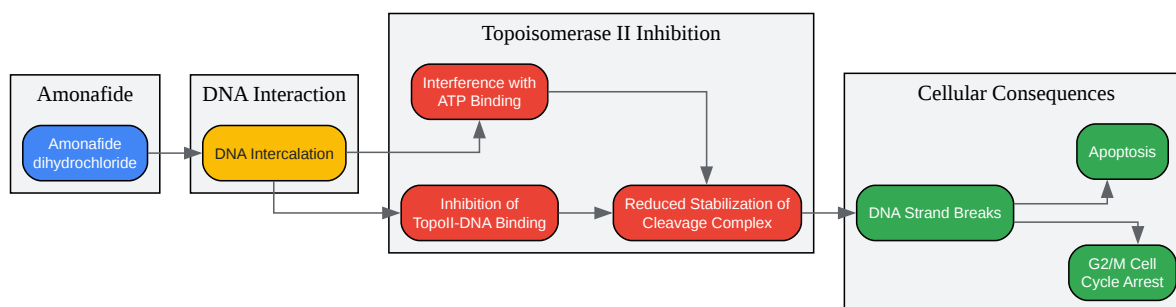 Amonafide
Amonafide
dihydrochloride
DNA Interaction
DNA Intercalation
Topoisomerase II Inhibition
Interference with
ATP Binding
Inhibition of
TopoII-DNA Binding
Reduced Stabilization of
Cleavage Complex
Cellular Consequences
DNA Strand Breaks
Apoptosis
G2/M Cell
Cycle Arrest